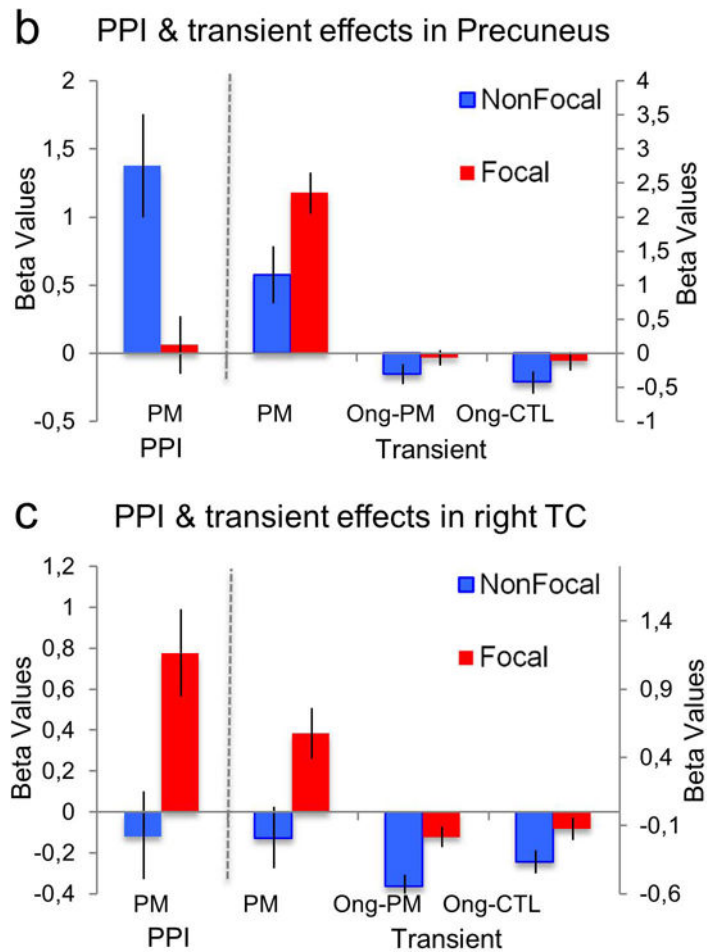 b PPI & transient effects in Precuneus
2
1,5
1
0,5
0
-0,5
Beta Values
NonFocal
Focal
4
3,5
3
2,5
2
1,5
1
0,5
0
-0,5
-1
Beta Values
PM PM Ong-PM Ong-CTL
PPI Transient
c PPI & transient effects in right TC
1,2
1
0,8
0,6
0,4
0,2
0
-0,2
-0,4
Beta Values
NonFocal
Focal
1,4
0,9
0,4
-0,1
-0,6
Beta Values
PM PM Ong-PM Ong-CTL
PPI Transient